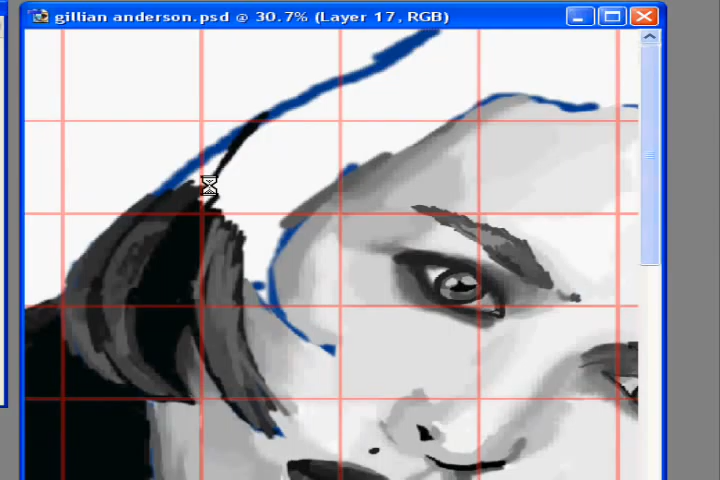 gillian anderson.psd @ 30.7% (Layer 17, RGB)